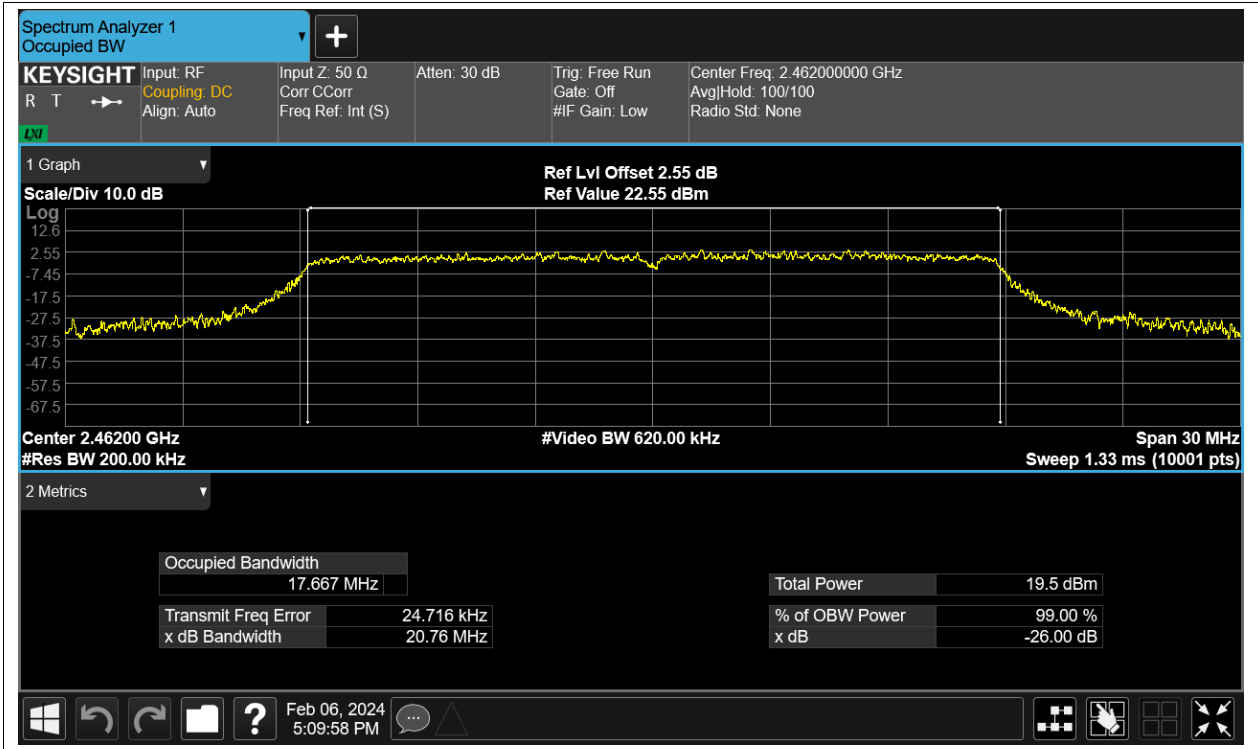 Spectrum Analyzer 1
Occupied BW
KEYSIGHT
R T
LXI
Input: RF
Coupling: DC
Align: Auto
Input Z: 50 Ω
Corr CCorr
Freq Ref: Int (S)
Atten: 30 dB
Trig: Free Run
Gate: Off
#IF Gain: Low
Center Freq: 2.462000000 GHz
Avg|Hold: 100/100
Radio Std: None
1 Graph
Scale/Div 10.0 dB
Ref Lvl Offset 2.55 dB
Ref Value 22.55 dBm
Log
12.6
2.55
-7.45
-17.5
-27.5
-37.5
-47.5
-57.5
-67.5
Center 2.46200 GHz
#Res BW 200.00 kHz
#Video BW 620.00 kHz
Span 30 MHz
Sweep 1.33 ms (10001 pts)
2 Metrics
Occupied Bandwidth
17.667 MHz
Transmit Freq Error 24.716 kHz
x dB Bandwidth 20.76 MHz
Total Power 19.5 dBm
% of OBW Power 99.00 %
x dB -26.00 dB
?
Feb 06, 2024
5:09:58 PM